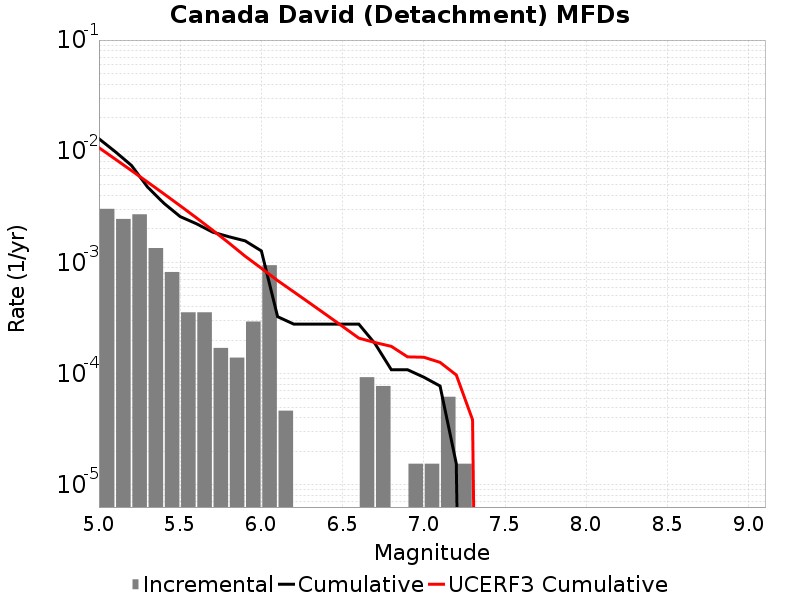 Canada David (Detachment) MFDs
10-1
10-2
10-3
10-4
10-5
Rate (1/yr)
5.0 5.5 6.0 6.5 7.0 7.5 8.0 8.5 9.0
Magnitude
Incremental Cumulative UCERF3 Cumulative